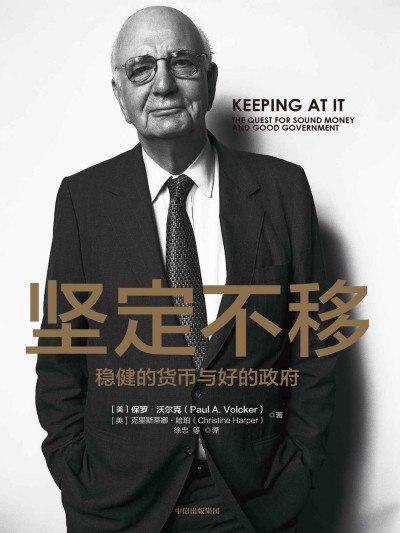 KEEPING AT IT
THE QUEST FOR SOUND MONEY
AND GOOD GOVERNMENT
坚定不移
稳健的货币与好的政府
[美] 保罗·沃尔克 (Paul A. Volcker)
[美] 克里斯蒂娜·哈珀 (Christine Harper) 著
徐忠 等 译
中信出版集团